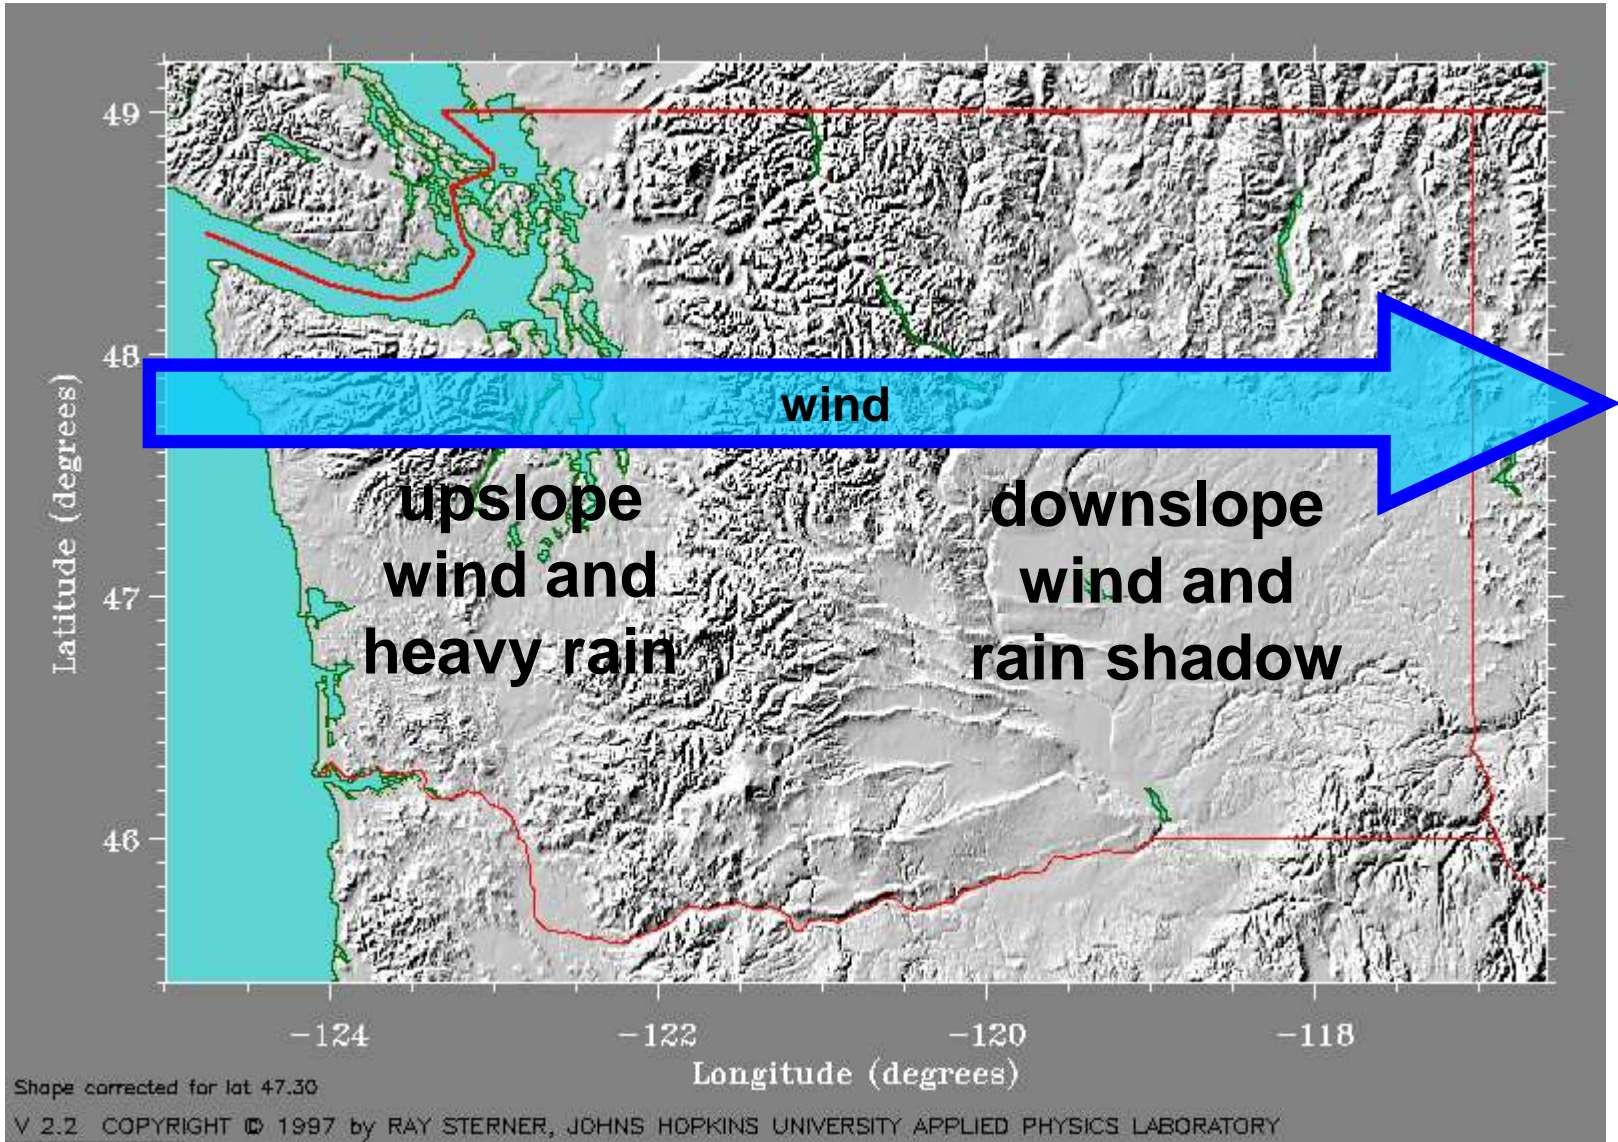 49
48
47
46
Latitude (degrees)
wind
upslope
wind and
heavy rain
downslope
wind and
rain shadow
-124
-122
-120
-118
Longitude (degrees)
Shape corrected for lat 47.30
V 2.2 COPYRIGHT © 1997 by RAY STERNER, JOHNS HOPKINS UNIVERSITY APPLIED PHYSICS LABORATORY